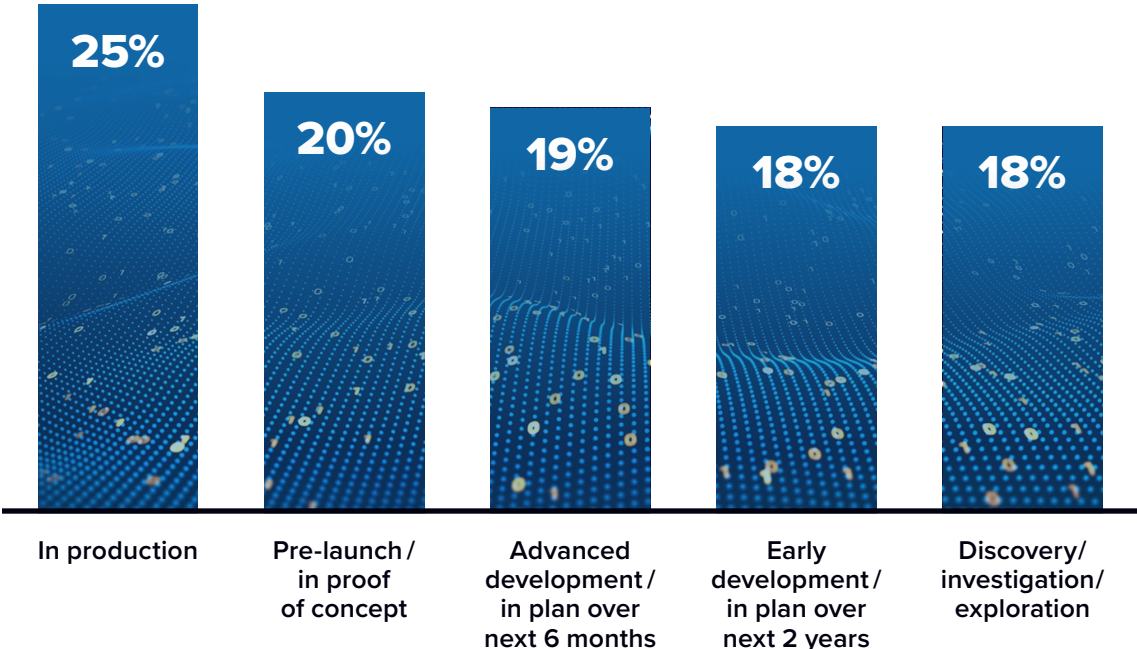 25%
20%
19%
18%
18%
In production
Pre-launch /
in proof
of concept
Advanced
development /
in plan over
next 6 months
Early
development /
in plan over
next 2 years
Discovery/
investigation/
exploration